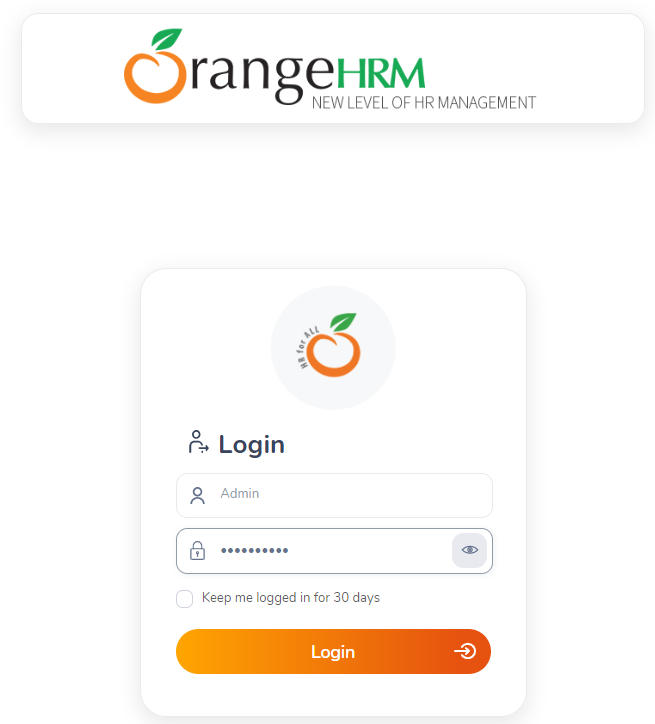 OrangeHRM
NEW LEVEL OF HR MANAGEMENT
HR for ALL
Login
Admin
••••••••••
Keep me logged in for 30 days
Login